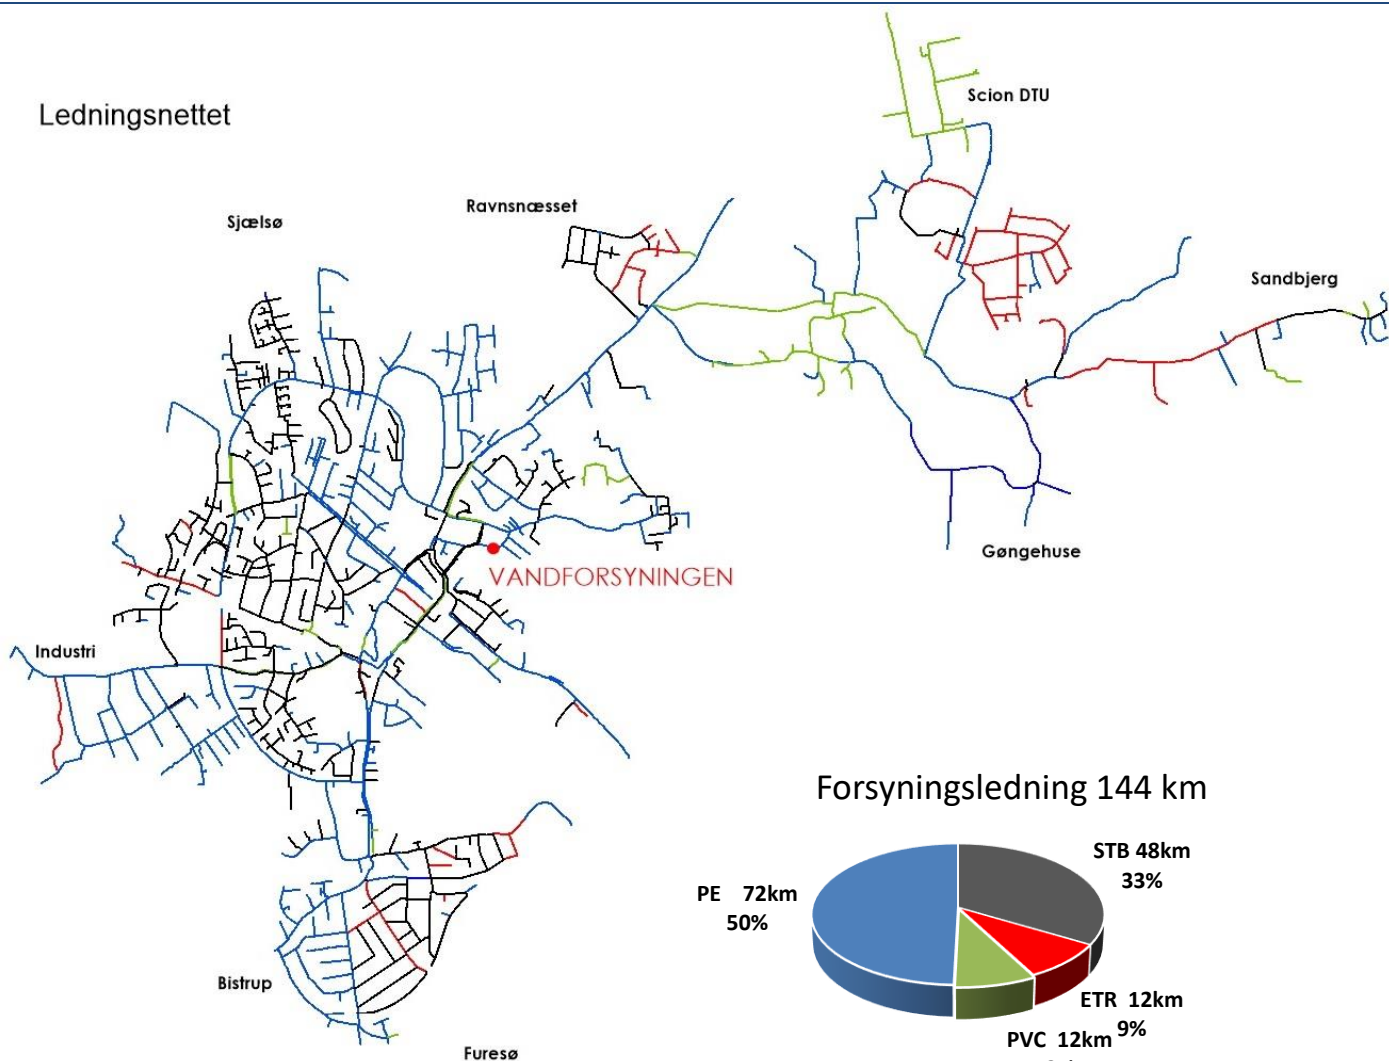 Ledningsnettet
Scion DTU
Ravnsnæsset
Sjælsø
Sandbjerg
Gøngehuse
VANDFORSYNINGEN
Industri
Forsyningsledning 144 km
STB 48km
33%
PE 72km
50%
ETR 12km
9%
PVC 12km
Bistrup
Furesø